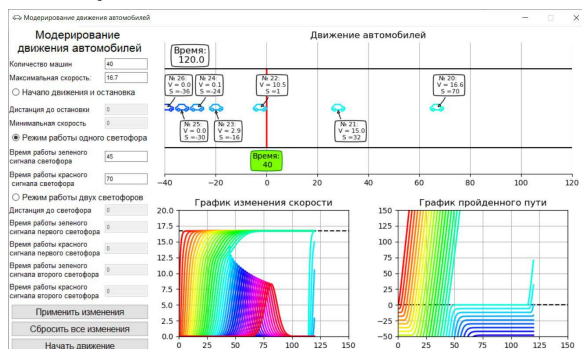 Модерирование движения автомобилей
Модерирование
движения автомобилей
Количество машин
40
Максимальная скорость:
16.7
Начало движения и остановка
Дистанция до остановки
0
Минимальная скорость
0
Режим работы одного светофора
Время работы зеленого
сигнала светофора
45
Время работы красного
сигнала светофора
70
Режим работы двух светофоров
Дистанция до светофора
0
Время работы зеленого
сигнала первого светофора
0
Время работы красного
сигнала первого светофора
0
Время работы зеленого
сигнала второго светофора
0
Время работы красного
сигнала второго светофора
0
Применить изменения
Сбросить все изменения
Начать движение
Движение автомобилей
Время:
120.0
№ 26:
V = 0.0
S =-36
№ 24:
V = 0.1
S =-24
№ 22:
V = 10.5
S =1
№ 20:
V = 16.6
S =70
№ 25:
V = 0.0
S =-30
№ 23:
V = 2.9
S =-16
№ 21:
V = 15.0
S =32
Время:
40
−40 −20 0 20 40 60 80 100 120
График изменения скорости
20.0
17.5
15.0
12.5
10.0
7.5
5.0
2.5
0.0
0 25 50 75 100 125 150
График пройденного пути
150
125
100
75
50
25
0
−25
−50
0 25 50 75 100 125 150